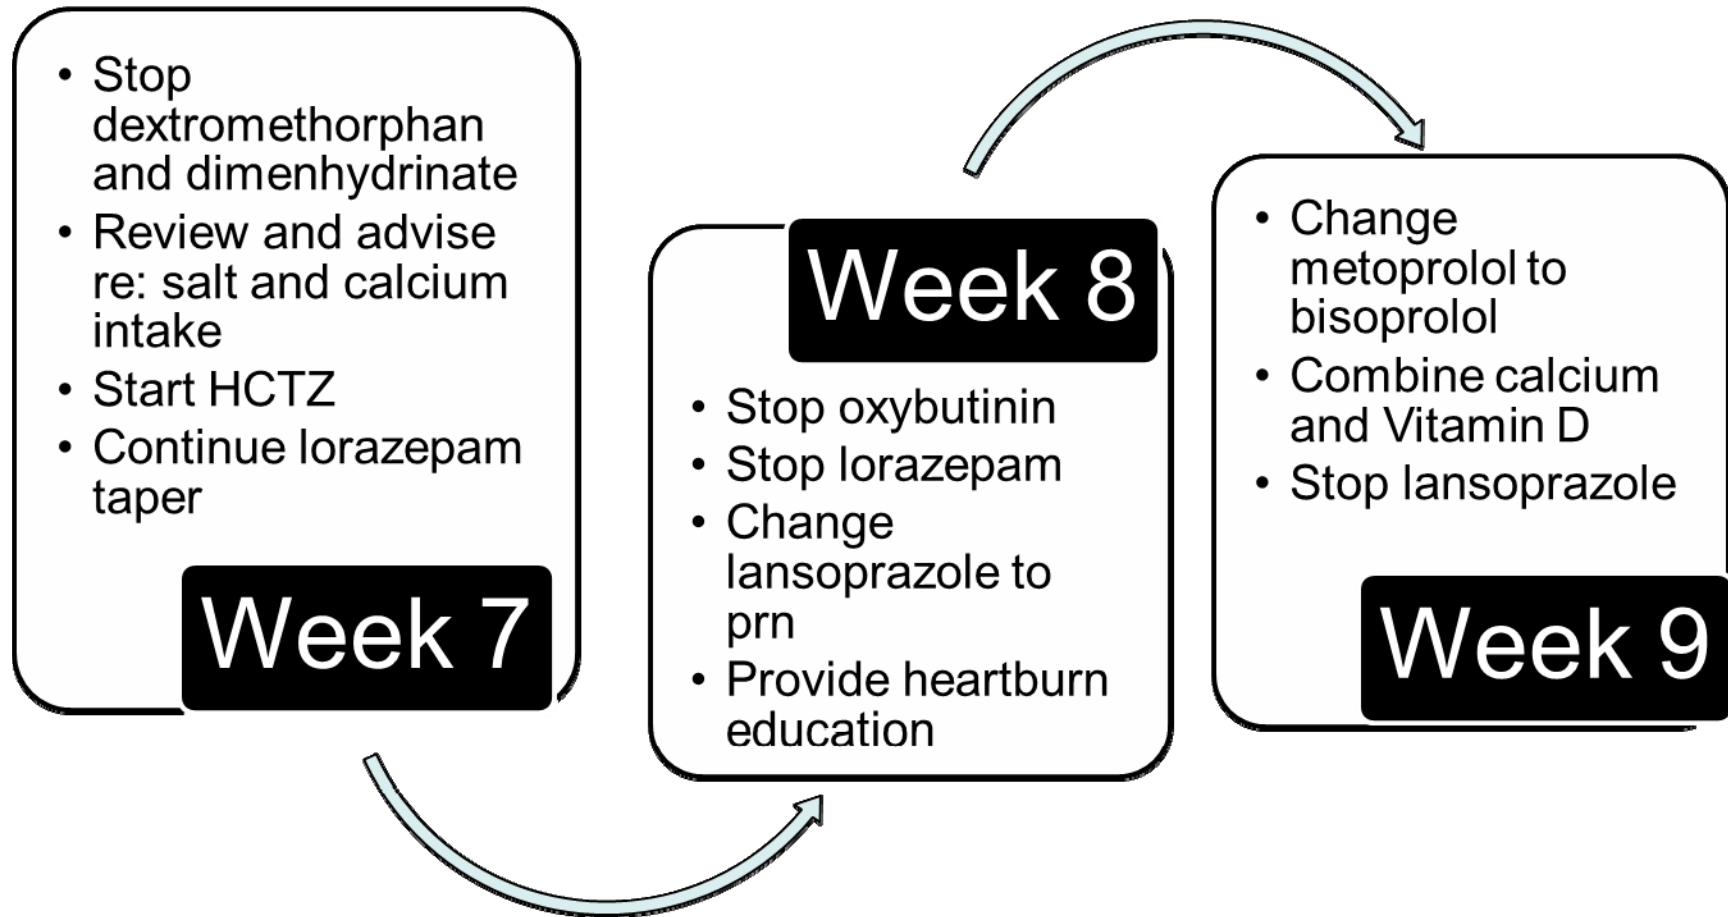 • Stop
dextromethorphan
and dimenhydrinate
• Review and advise
re: salt and calcium
intake
• Start HCTZ
• Continue lorazepam
taper
Week 7
Week 8
• Stop oxybutinin
• Stop lorazepam
• Change
lansoprazole to
prn
• Provide heartburn
education
• Change
metoprolol to
bisoprolol
• Combine calcium
and Vitamin D
• Stop lansoprazole
Week 9